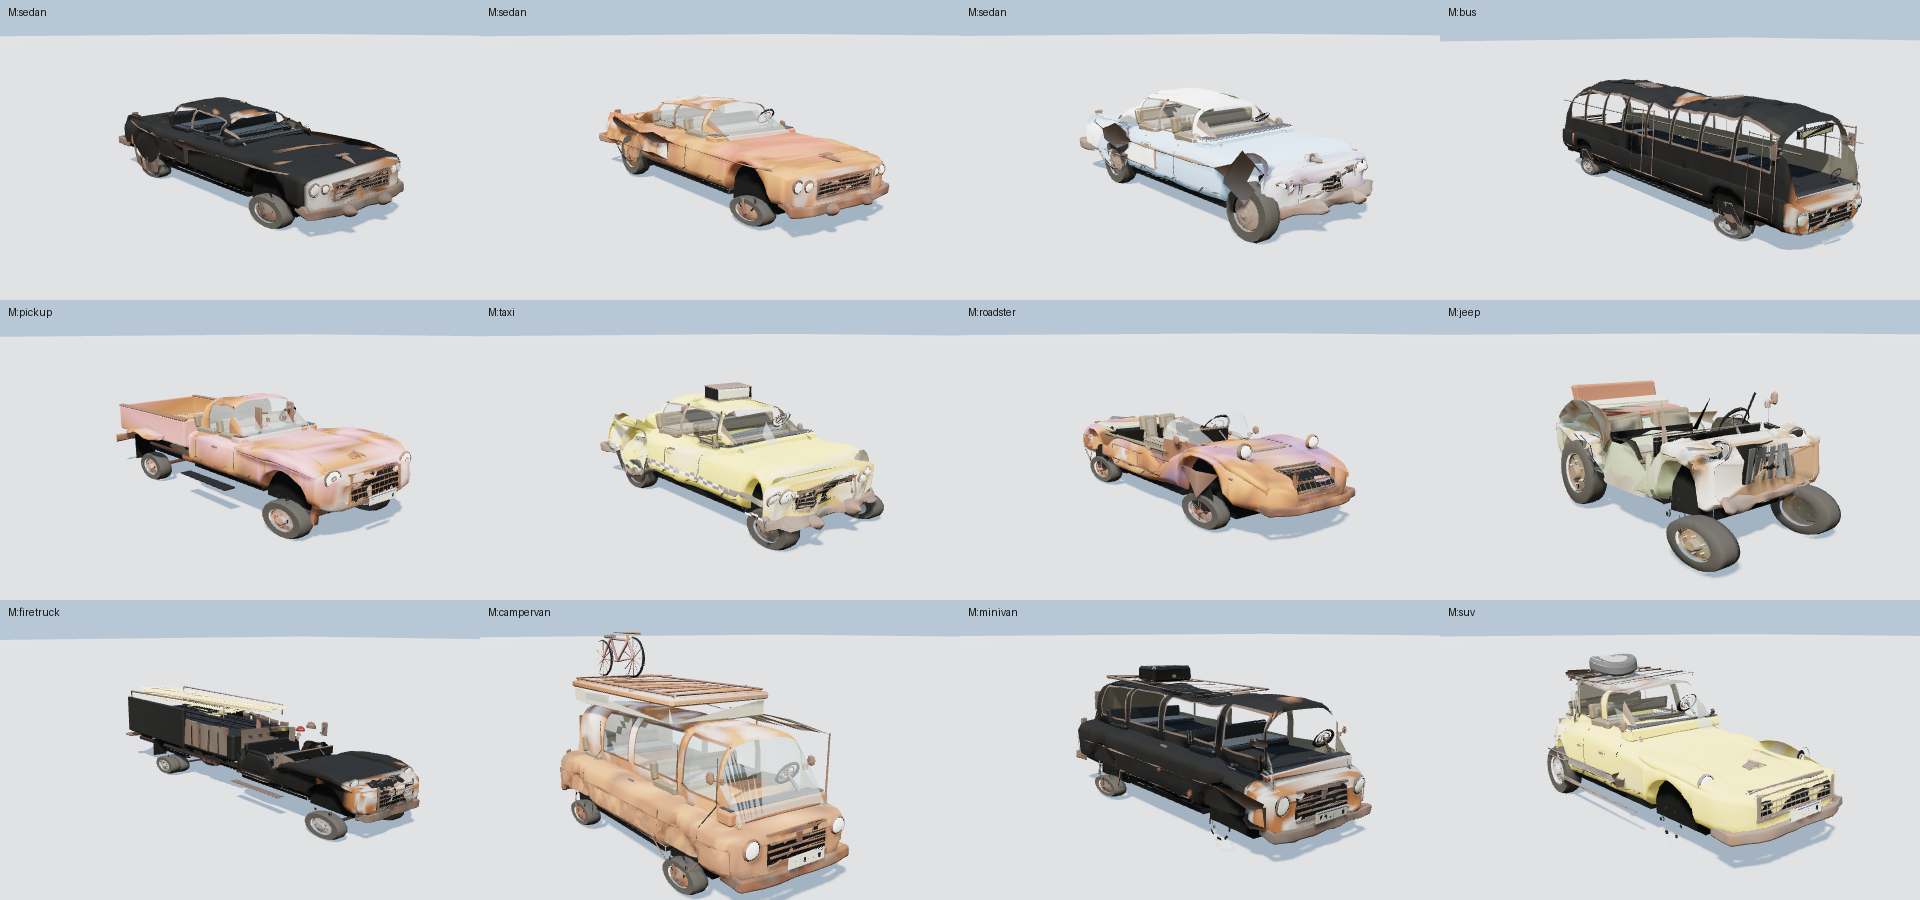 M:sedan
M:sedan
M:sedan
M:bus
M:pickup
M:taxi
M:roadster
M:jeep
M:firetruck
M:campervan
M:minivan
M:suv